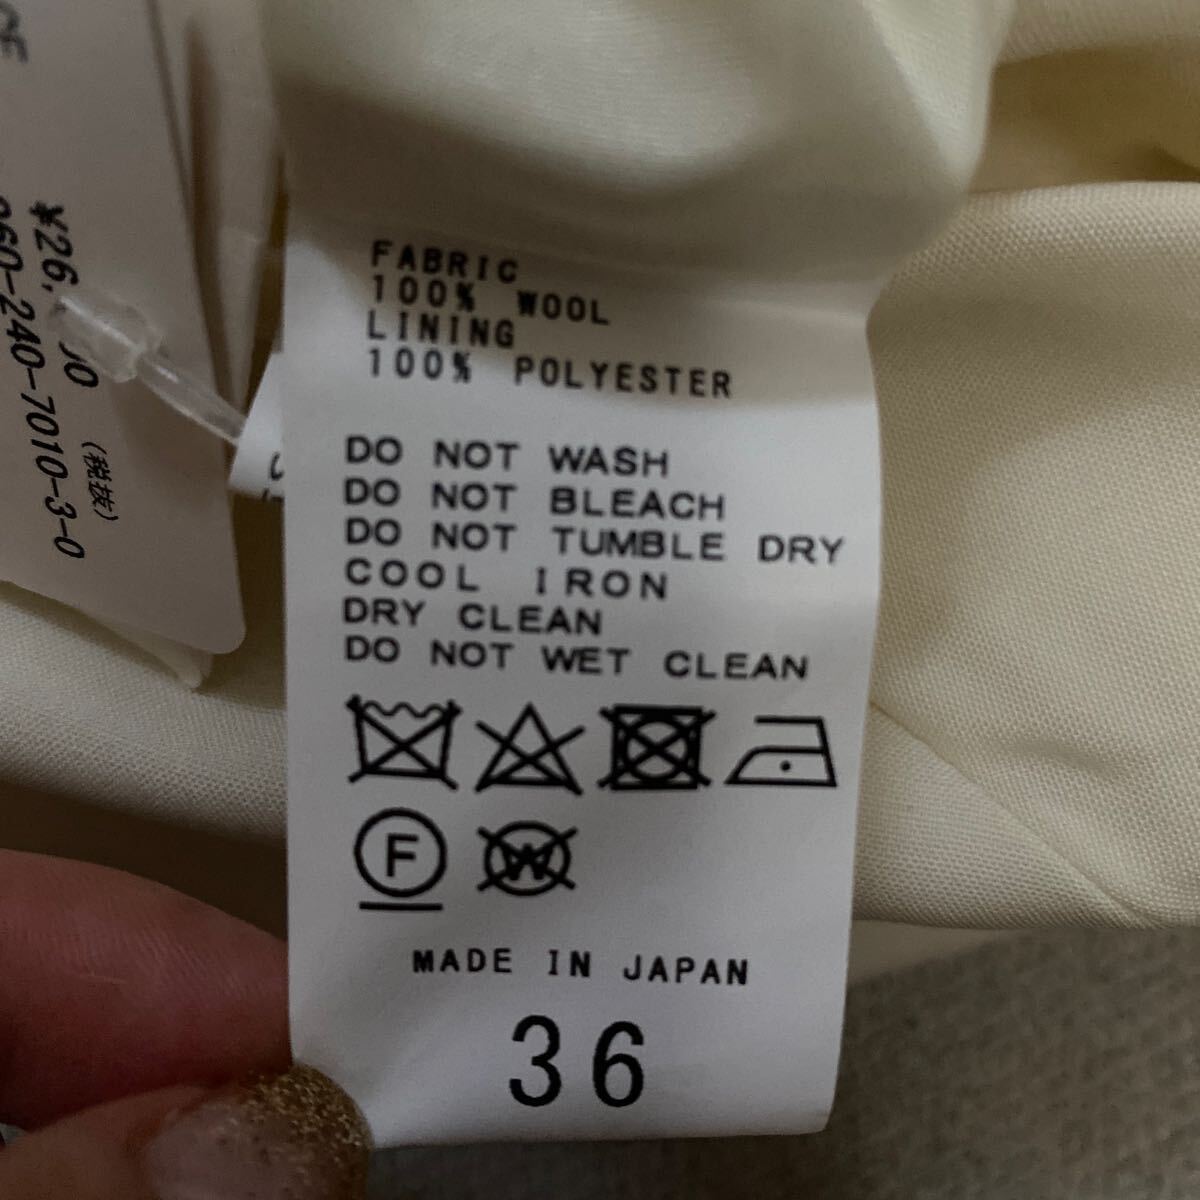 FABRIC
100% WOOL
LINING
100% POLYESTER
DO NOT WASH
DO NOT BLEACH
DO NOT TUMBLE DRY
COOL IRON
DRY CLEAN
DO NOT WET CLEAN
F W
MADE IN JAPAN
36
(税抜)
60-240-7010-3-0